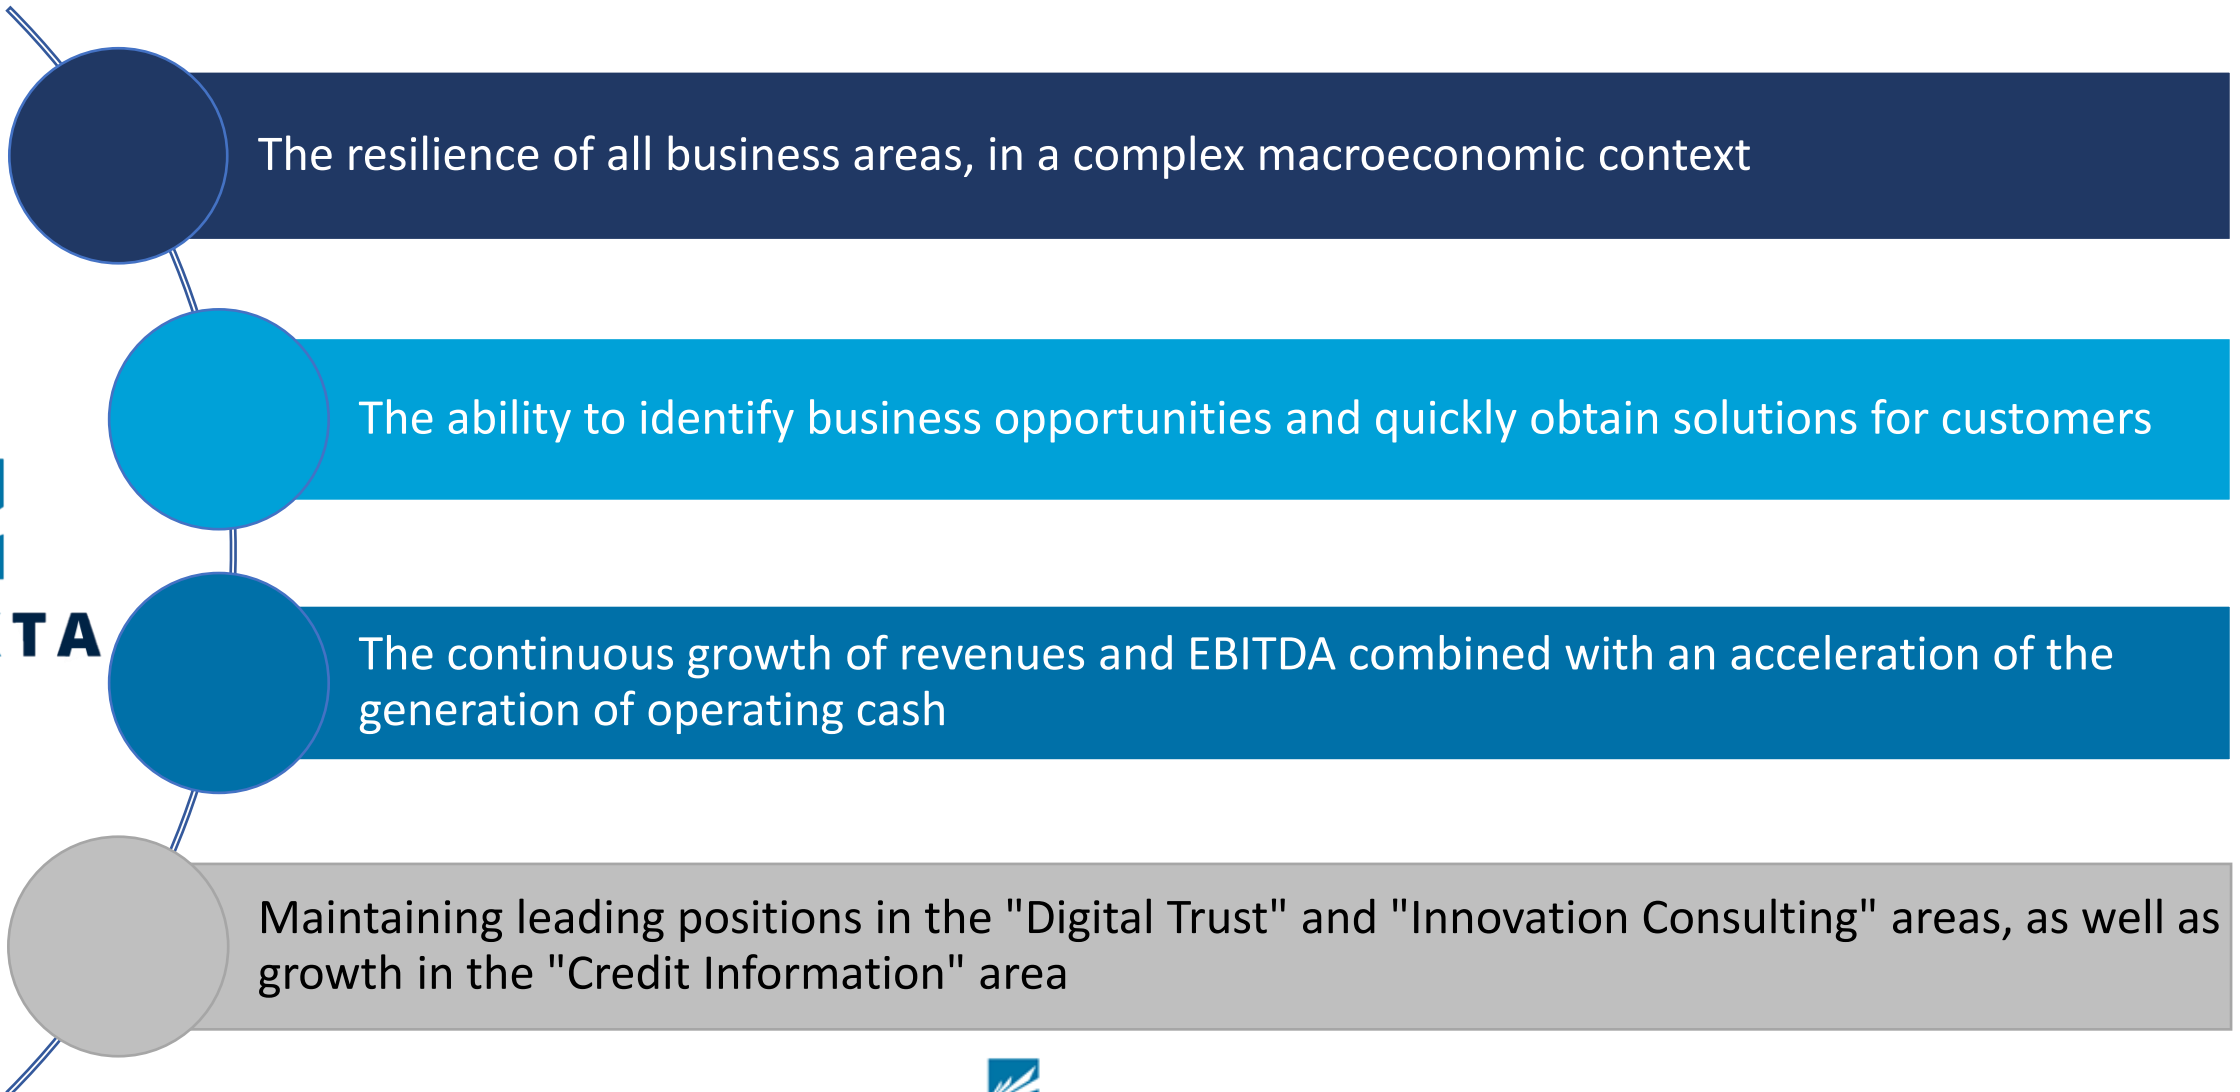 The resilience of all business areas, in a complex macroeconomic context
The ability to identify business opportunities and quickly obtain solutions for customers
TA
The continuous growth of revenues and EBITDA combined with an acceleration of the
generation of operating cash
Maintaining leading positions in the "Digital Trust" and "Innovation Consulting" areas, as well as
growth in the "Credit Information" area